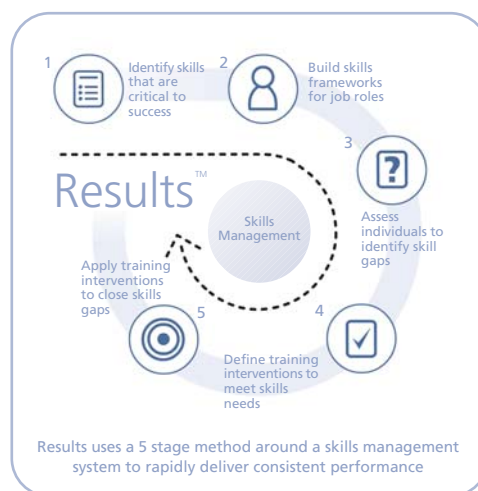 1
Identify skills
that are
critical to
success
2
Build skills
frameworks
for job roles
3
Assess
individuals to
identify skill
gaps
4
Define training
interventions to
meet skills
needs
5
Apply training
interventions
to close skills
gaps
Results™
Skills
Management
Results uses a 5 stage method around a skills management
system to rapidly deliver consistent performance